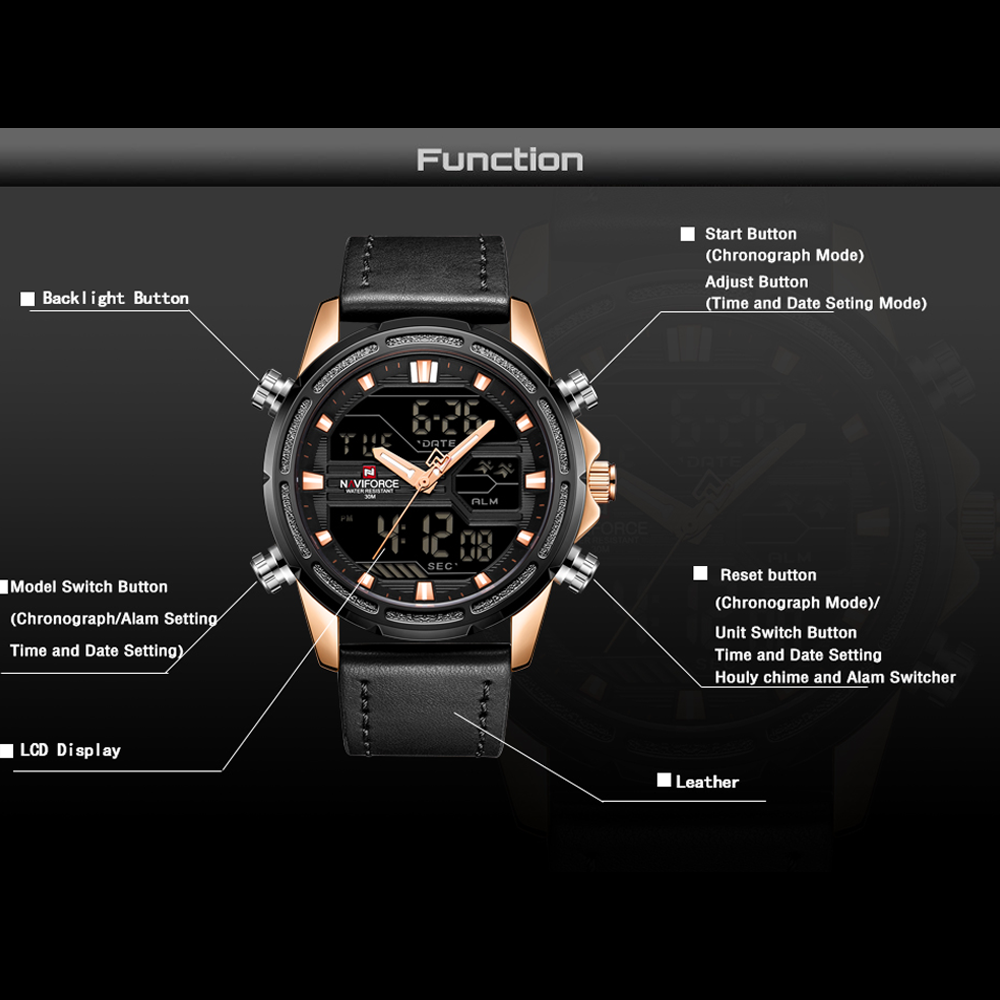 Function
Backlight Button
Start Button
(Chronograph Mode)
Adjust Button
(Time and Date Seting Mode)
6·26
TUE
DATE
NAVIFORCE
WATER RESISTANT
30M
ALM
PM
4:12 08
SEC
Model Switch Button
(Chronograph/Alam Setting
Time and Date Setting)
Reset button
(Chronograph Mode)/
Unit Switch Button
Time and Date Setting
Houly chime and Alam Switcher
LCD Display
Leather